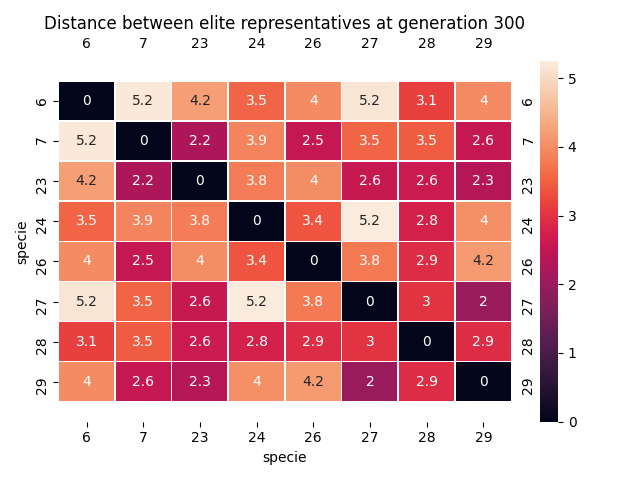 Distance between elite representatives at generation 300
6 7 23 24 26 27 28 29
6 0 5.2 4.2 3.5 4 5.2 3.1 4 6
7 5.2 0 2.2 3.9 2.5 3.5 3.5 2.6 7
23 4.2 2.2 0 3.8 4 2.6 2.6 2.3 23
24 3.5 3.9 3.8 0 3.4 5.2 2.8 4 24
26 4 2.5 4 3.4 0 3.8 2.9 4.2 26
27 5.2 3.5 2.6 5.2 3.8 0 3 2 27
28 3.1 3.5 2.6 2.8 2.9 3 0 2.9 28
29 4 2.6 2.3 4 4.2 2 2.9 0 29
6 7 23 24 26 27 28 29
specie
specie
5
4
3
2
1
0